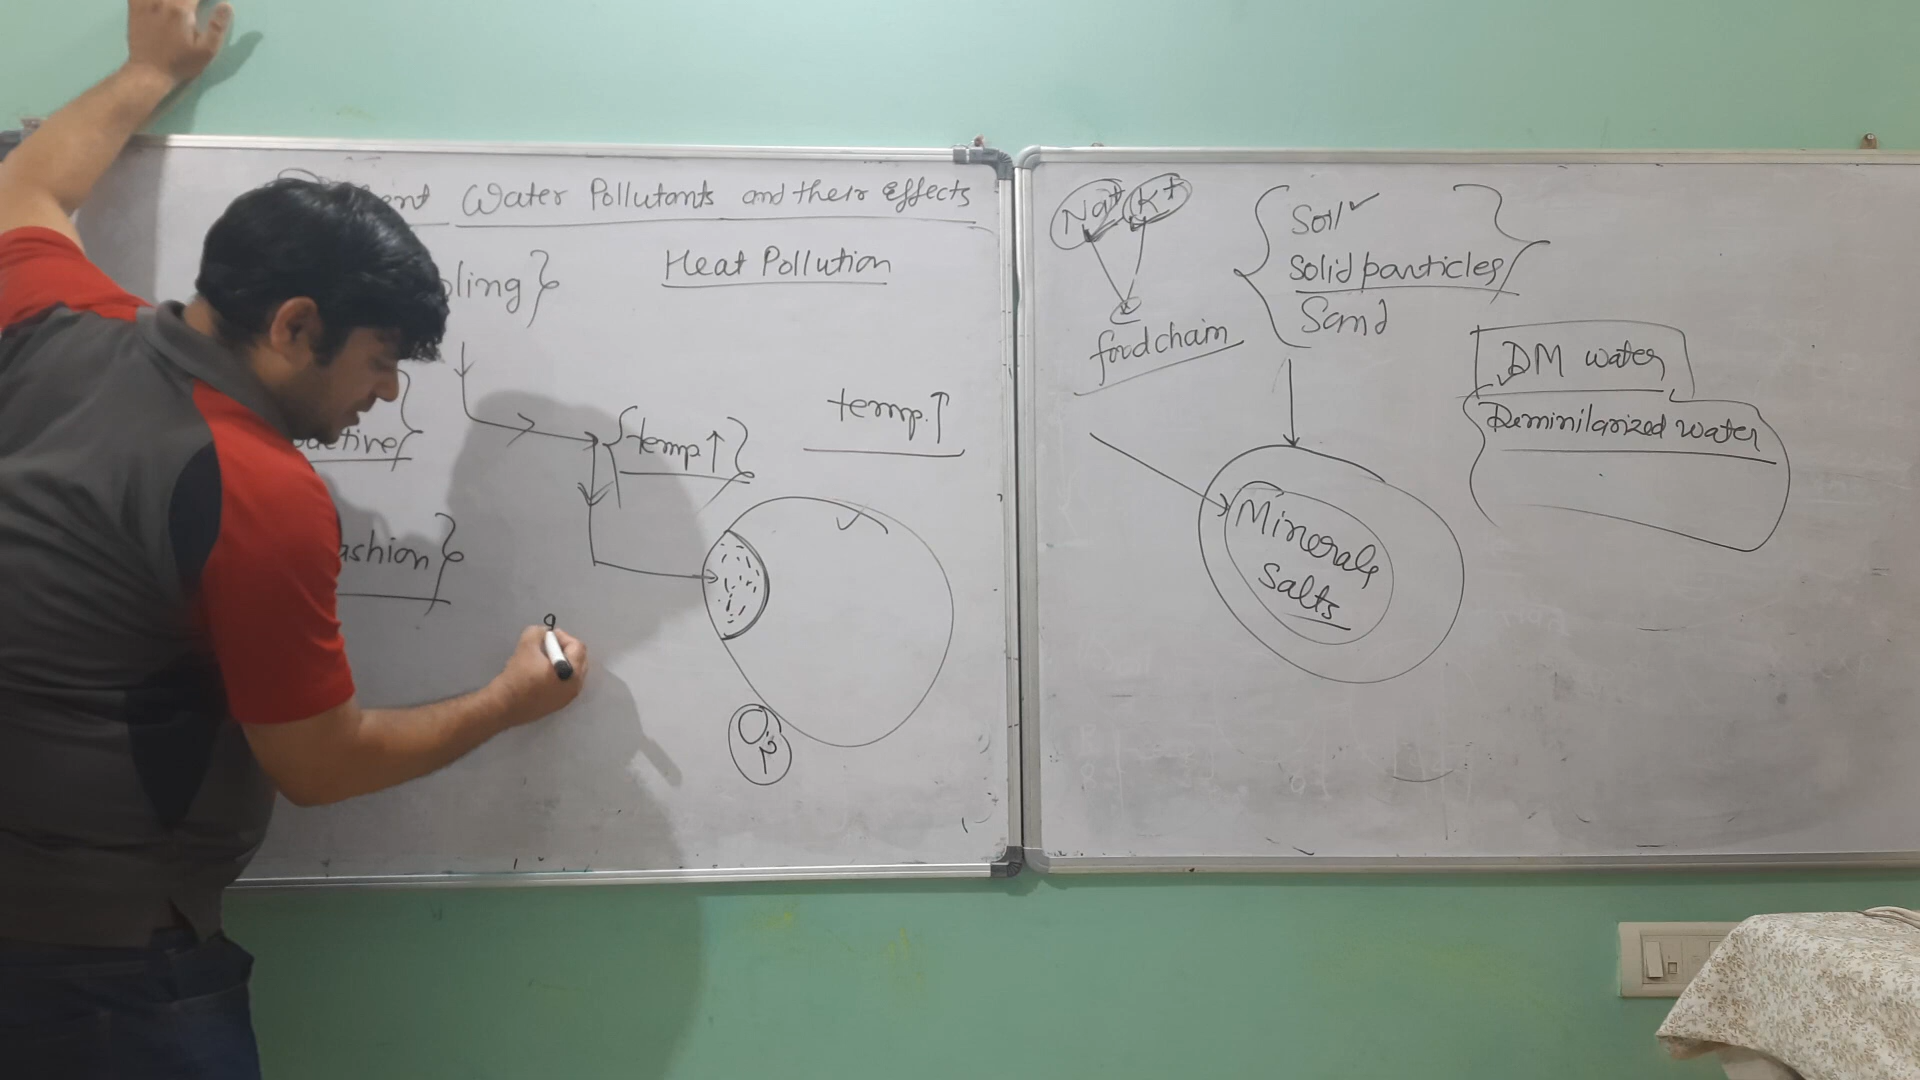 Water Pollutants and their effects
Heat Pollution
temp↑
temp.↑
Na+ K+
foodchain
Soil
Solid particles
Sand
DM water
Deminilarized water
Minerals
Salts